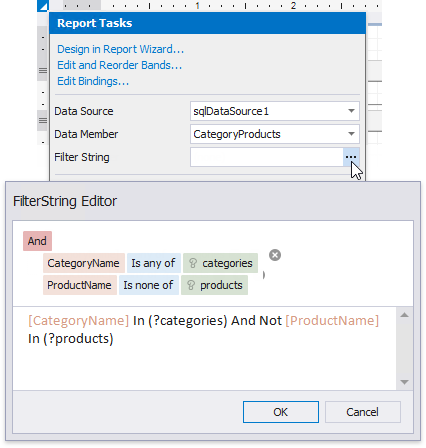 1
2
Report Tasks
Design in Report Wizard...
Edit and Reorder Bands...
Edit Bindings...
Data Source sqlDataSource1
Data Member CategoryProducts
Filter String ...
FilterString Editor
And
CategoryName Is any of categories
ProductName Is none of products
[CategoryName] In (?categories) And Not [ProductName]
In (?products)
OK Cancel